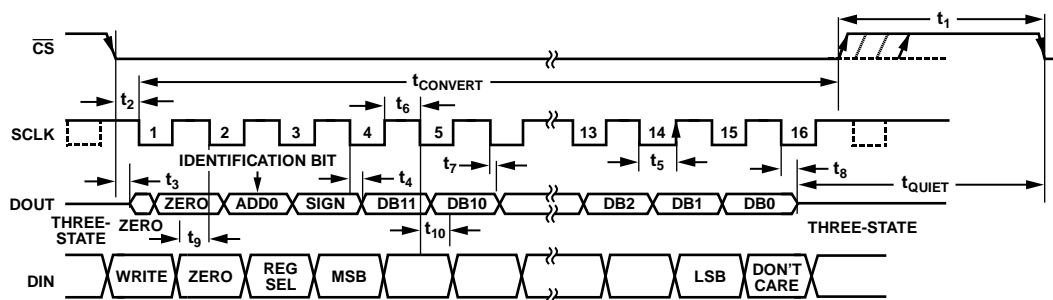 t1
CS
tCONVERT
t2
t6
SCLK
1 2 3 4 5 13 14 15 16
IDENTIFICATION BIT
t3
t4
t7
t5
t8
tQUIET
DOUT
ZERO ADD0 SIGN DB11 DB10 DB2 DB1 DB0
THREE-
STATE
ZERO
THREE-STATE
t9
t10
DIN
WRITE ZERO REG
SEL MSB LSB DON'T
CARE